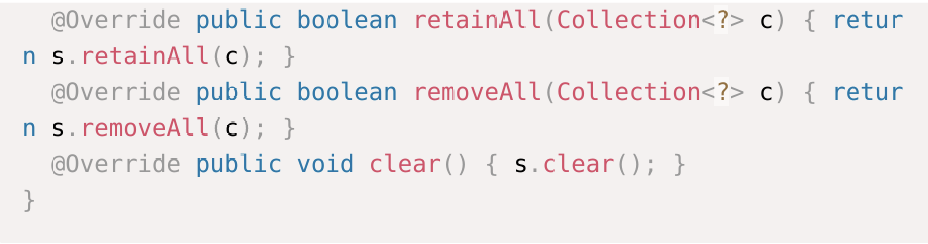 @Override public boolean retainAll(Collection<?> c) { retur
n s.retainAll(c); }
  @Override public boolean removeAll(Collection<?> c) { retur
n s.removeAll(c); }
  @Override public void clear() { s.clear(); }
}